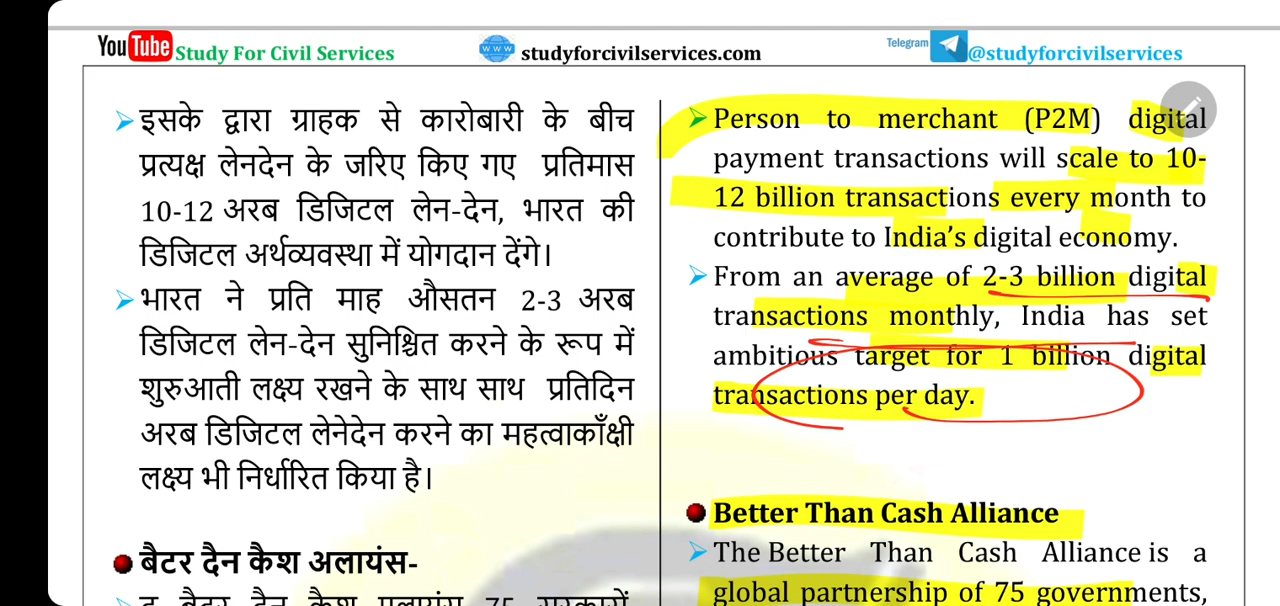 YouTube Study For Civil Services
www studyforcivilservices.com
Telegram @studyforcivilservices
इसके द्वारा ग्राहक से कारोबारी के बीच
प्रत्यक्ष लेनदेन के जरिए किए गए प्रतिमास
10-12 अरब डिजिटल लेन-देन, भारत की
डिजिटल अर्थव्यवस्था में योगदान देंगे।
भारत ने प्रति माह औसतन 2-3 अरब
डिजिटल लेन-देन सुनिश्चित करने के रूप में
शुरुआती लक्ष्य रखने के साथ साथ प्रतिदिन
अरब डिजिटल लेनेदेन करने का महत्वाकाँक्षी
लक्ष्य भी निर्धारित किया है।
बैटर दैन कैश अलायंस-
Person to merchant (P2M) digital
payment transactions will scale to 10-
12 billion transactions every month to
contribute to India’s digital economy.
From an average of 2-3 billion digital
transactions monthly, India has set
ambitious target for 1 billion digital
transactions per day.
Better Than Cash Alliance
The Better Than Cash Alliance is a
global partnership of 75 governments,